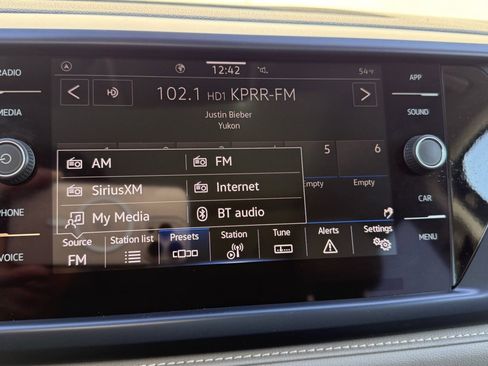 RADIO
MEDIA
PHONE
VOICE
12:42
54°F
APP
SOUND
CAR
MENU
HD
102.1 HD1 KPRR-FM
Justin Bieber
Yukon
5 6
Empty Empty
AM FM
SiriusXM Internet
My Media BT audio
Source Station list Presets Station Tune Alerts Settings
FM